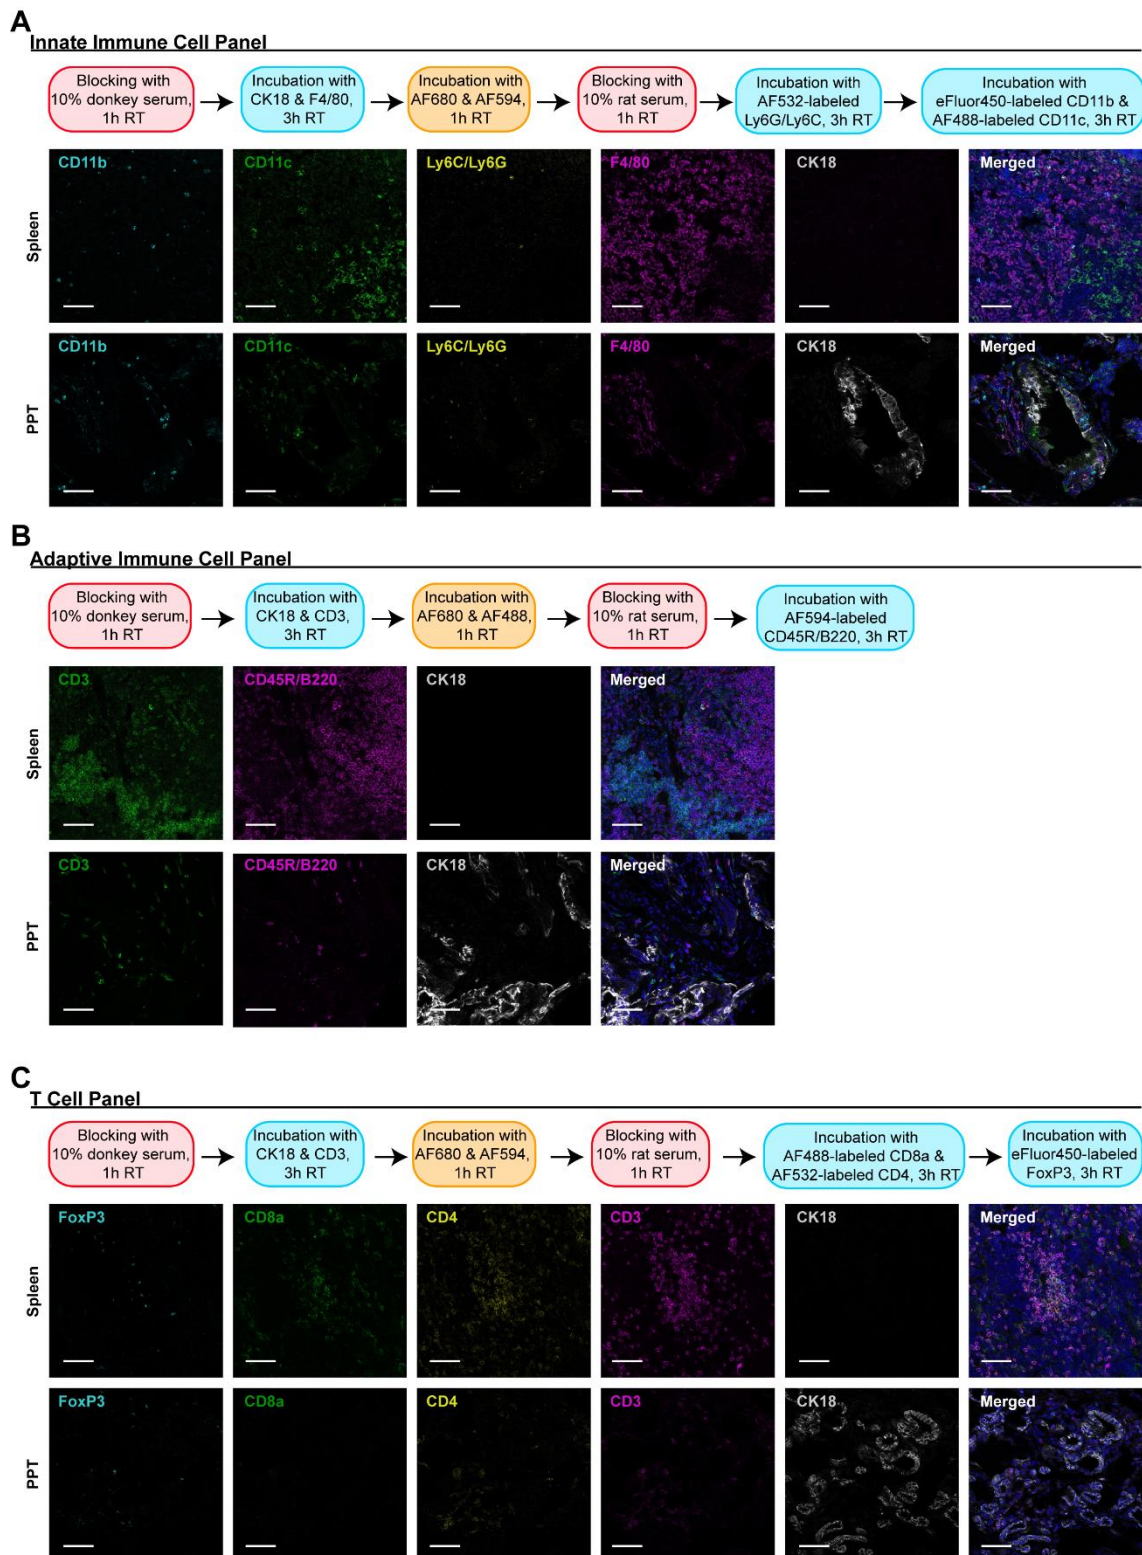 A
Innate Immune Cell Panel
Blocking with
10% donkey serum,
1h RT
Incubation with
CK18 & F4/80,
3h RT
Incubation with
AF680 & AF594,
1h RT
Blocking with
10% rat serum,
1h RT
Incubation with
AF532-labeled
Ly6G/Ly6C, 3h RT
Incubation with
eFluor450-labeled CD11b &
AF488-labeled CD11c, 3h RT
Spleen
CD11b
CD11c
Ly6C/Ly6G
F4/80
CK18
Merged
PPT
CD11b
CD11c
Ly6C/Ly6G
F4/80
CK18
Merged
B
Adaptive Immune Cell Panel
Blocking with
10% donkey serum,
1h RT
Incubation with
CK18 & CD3,
3h RT
Incubation with
AF680 & AF488,
1h RT
Blocking with
10% rat serum,
1h RT
Incubation with
AF594-labeled
CD45R/B220, 3h RT
Spleen
CD3
CD45R/B220
CK18
Merged
PPT
CD3
CD45R/B220
CK18
Merged
C
T Cell Panel
Blocking with
10% donkey serum,
1h RT
Incubation with
CK18 & CD3,
3h RT
Incubation with
AF680 & AF594,
1h RT
Blocking with
10% rat serum,
1h RT
Incubation with
AF488-labeled CD8a &
AF532-labeled CD4, 3h RT
Incubation with
eFluor450-labeled
FoxP3, 3h RT
Spleen
FoxP3
CD8a
CD4
CD3
CK18
Merged
PPT
FoxP3
CD8a
CD4
CD3
CK18
Merged